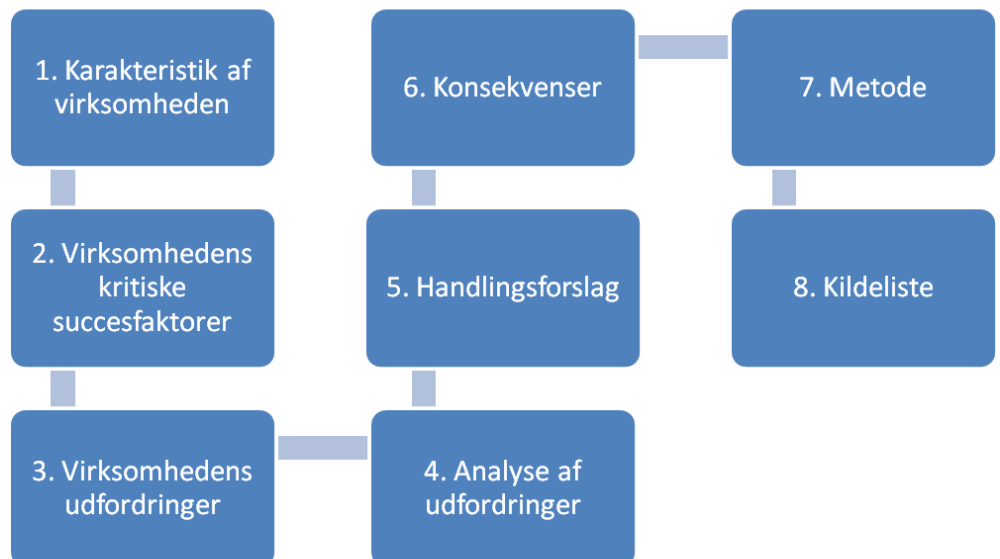 1. Karakteristik af
virksomheden
2. Virksomhedens
kritiske
succesfaktorer
3. Virksomhedens
udfordringer
4. Analyse af
udfordringer
5. Handlingsforslag
6. Konsekvenser
7. Metode
8. Kildeliste